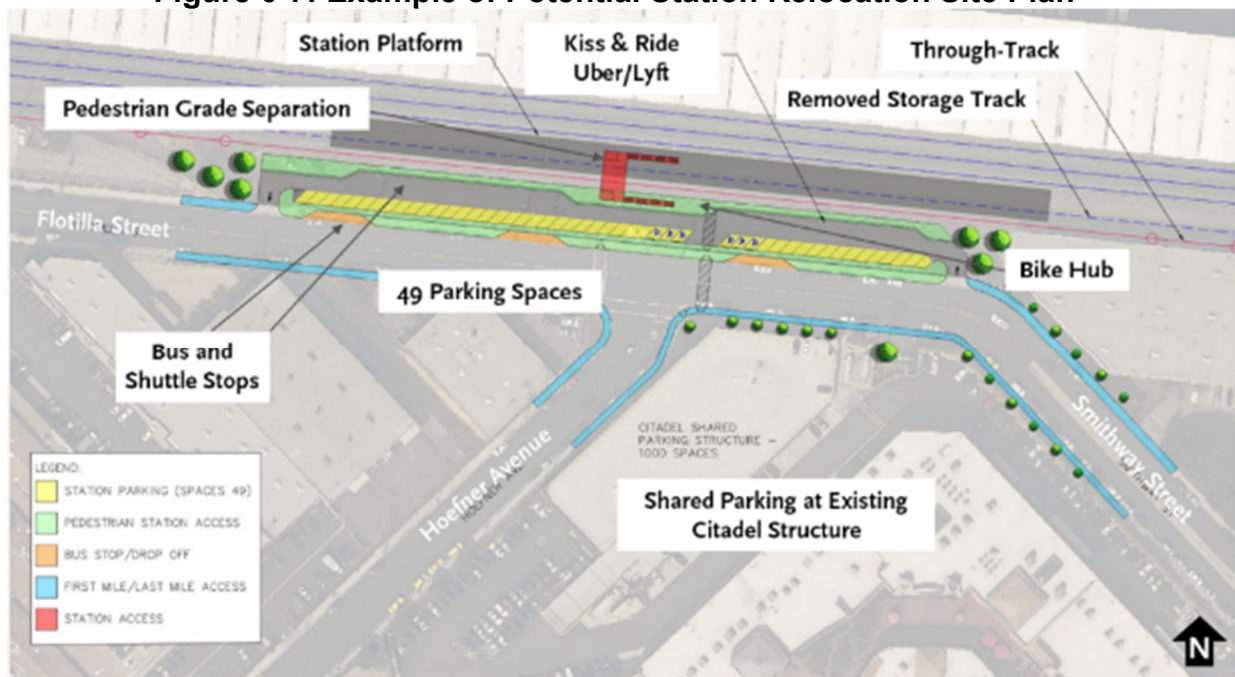 Station Platform
Kiss & Ride
Uber/Lyft
Through-Track
Removed Storage Track
Pedestrian Grade Separation
Flotilla Street
49 Parking Spaces
Bike Hub
Bus and
Shuttle Stops
CITADEL SHARED
PARKING STRUCTURE –
1000 SPACES
Hoefner Avenue
Smithway Street
Shared Parking at Existing
Citadel Structure
LEGEND:
STATION PARKING (SPACES 49)
PEDESTRIAN STATION ACCESS
BUS STOP/DROP OFF
FIRST MILE/LAST MILE ACCESS
STATION ACCESS
N